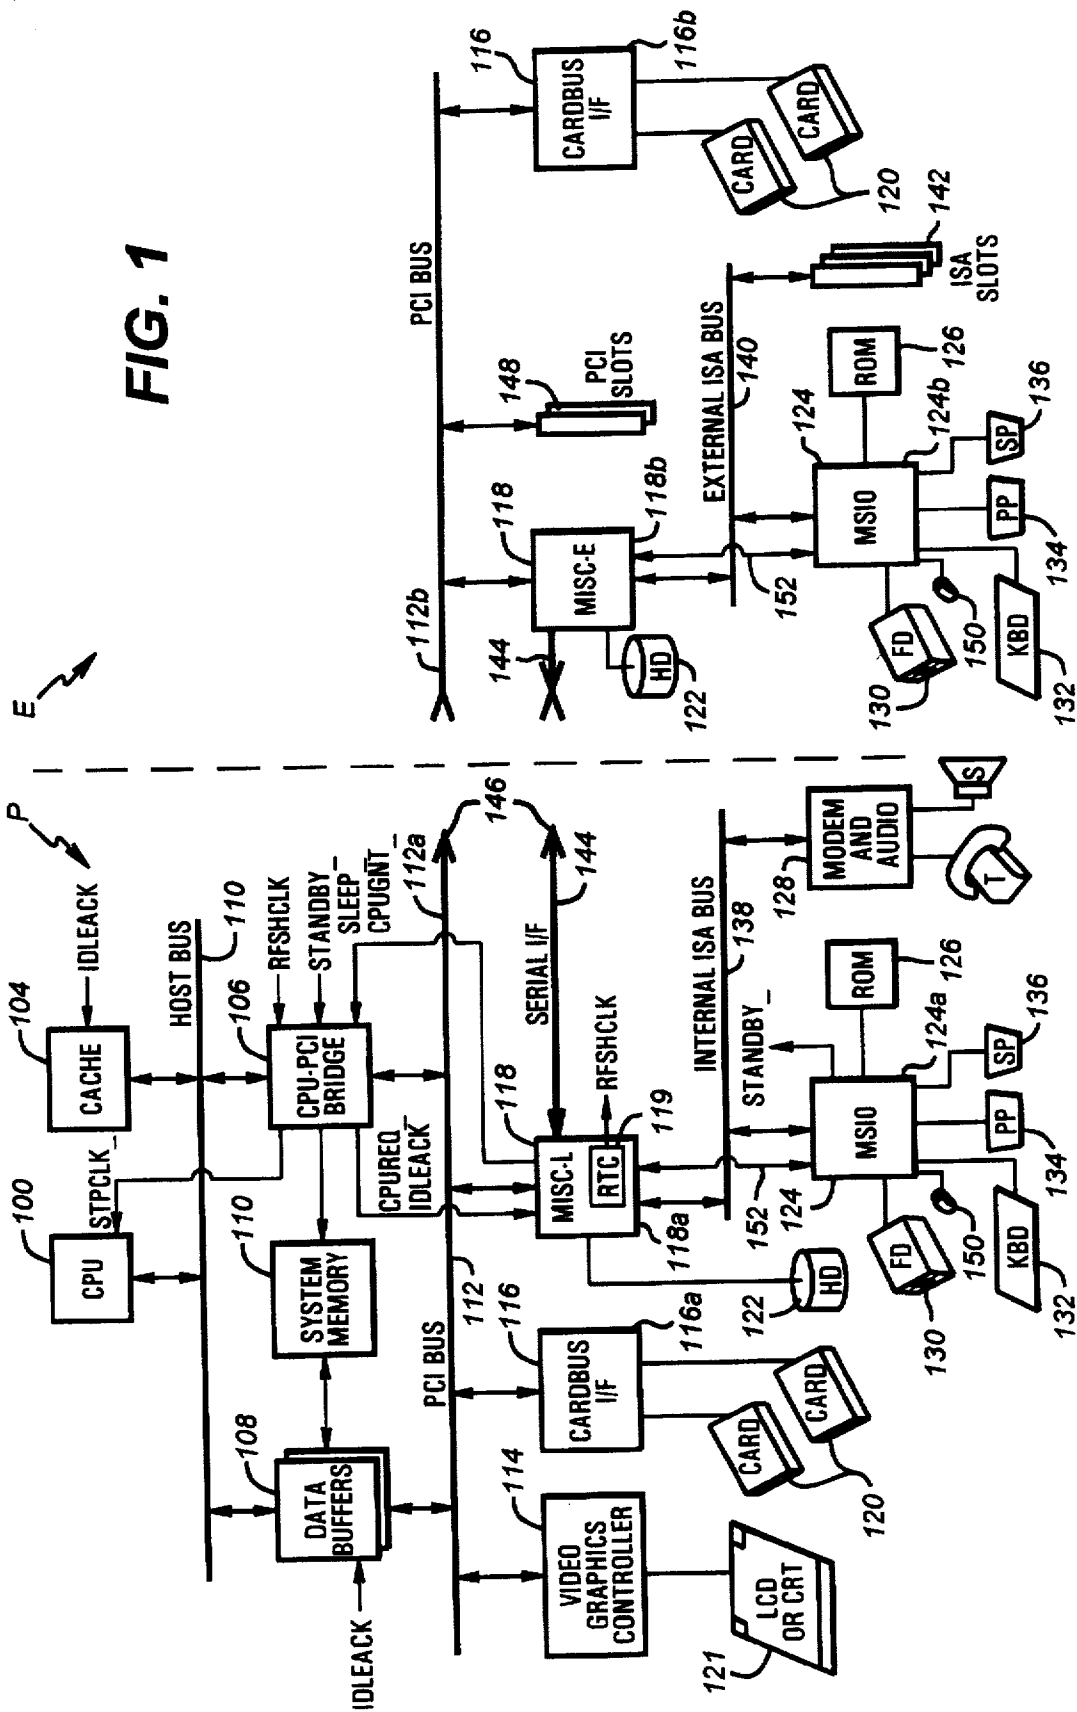 FIG. 1
P
E
100
CPU
STPCLK_
104
CACHE
IDLEACK
HOST BUS
110
108
DATA
BUFFERS
IDLEACK
110
SYSTEM
MEMORY
106
CPU-PCI
BRIDGE
RFSHCLK
STANDBY_
SLEEP_
CPUGNT_
CPUREQ_
IDLEACK
PCI BUS
112
112a
146
114
VIDEO
GRAPHICS
CONTROLLER
121
LCD
OR CRT
116
CARDBUS
I/F
116a
CARD
CARD
120
118
MISC-L
RTC
119
RFSHCLK
118a
SERIAL I/F
144
122
HD
152
INTERNAL ISA BUS
138
STANDBY_
124
MSIO
124a
ROM
126
128
MODEM
AND
AUDIO
S
T
130
FD
150
132
KBD
134
PP
SP
136
112b
PCI BUS
144
118
MISC-E
118b
122
HD
148
PCI
SLOTS
116
CARDBUS
I/F
116b
CARD
CARD
120
EXTERNAL ISA BUS
140
142
ISA
SLOTS
152
124
MSIO
124b
ROM
126
130
FD
150
132
KBD
134
PP
SP
136